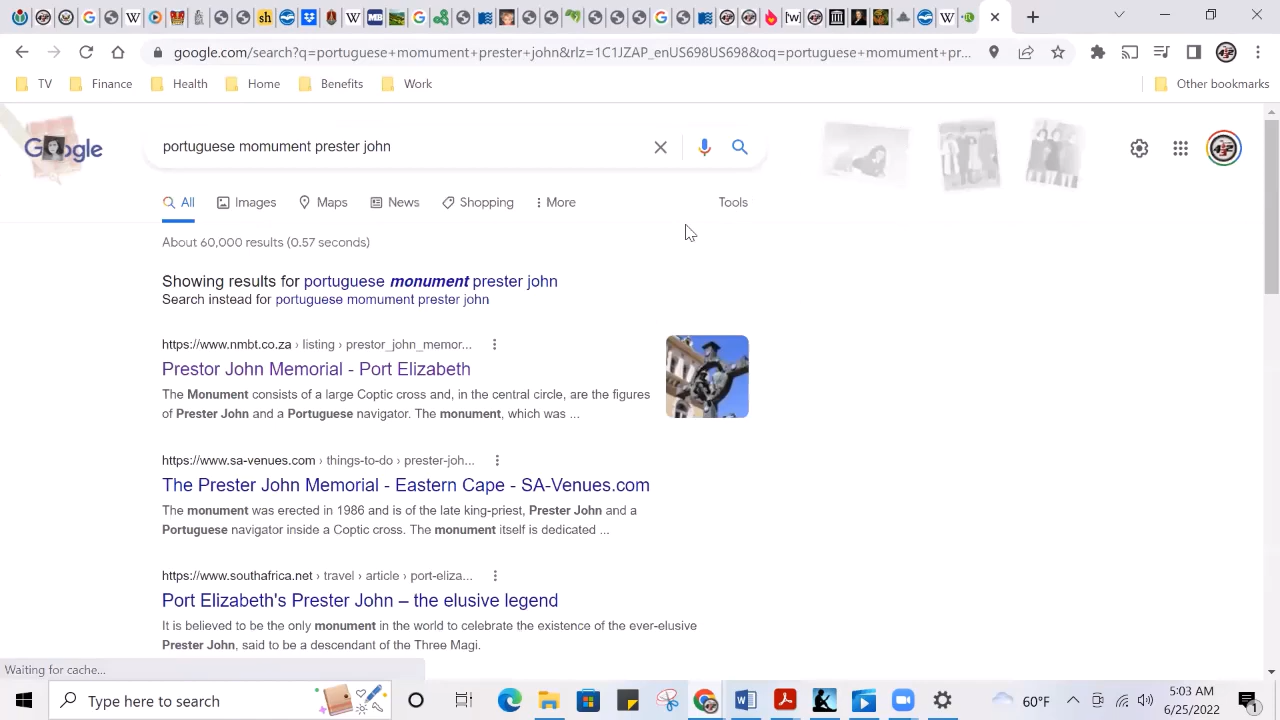 google.com/search?q=portuguese+momument+prester+john&rlz=1C1JZAP_enUS698US698&oq=portuguese+momument+pr...
TV Finance Health Home Benefits Work Other bookmarks
Google
portuguese momument prester john
All Images Maps News Shopping More Tools
About 60,000 results (0.57 seconds)
Showing results for portuguese monument prester john
Search instead for portuguese momument prester john
https://www.nmbt.co.za › listing › prestor_john_memor...
Prestor John Memorial - Port Elizabeth
The Monument consists of a large Coptic cross and, in the central circle, are the figures
of Prester John and a Portuguese navigator. The monument, which was ...
https://www.sa-venues.com › things-to-do › prester-joh...
The Prester John Memorial - Eastern Cape - SA-Venues.com
The monument was erected in 1986 and is of the late king-priest, Prester John and a
Portuguese navigator inside a Coptic cross. The monument itself is dedicated ...
https://www.southafrica.net › travel › article › port-eliza...
Port Elizabeth's Prester John – the elusive legend
It is believed to be the only monument in the world to celebrate the existence of the ever-elusive
Prester John, said to be a descendant of the Three Magi.
Waiting for cache...
Type here to search
60°F
5:03 AM
6/25/2022
1